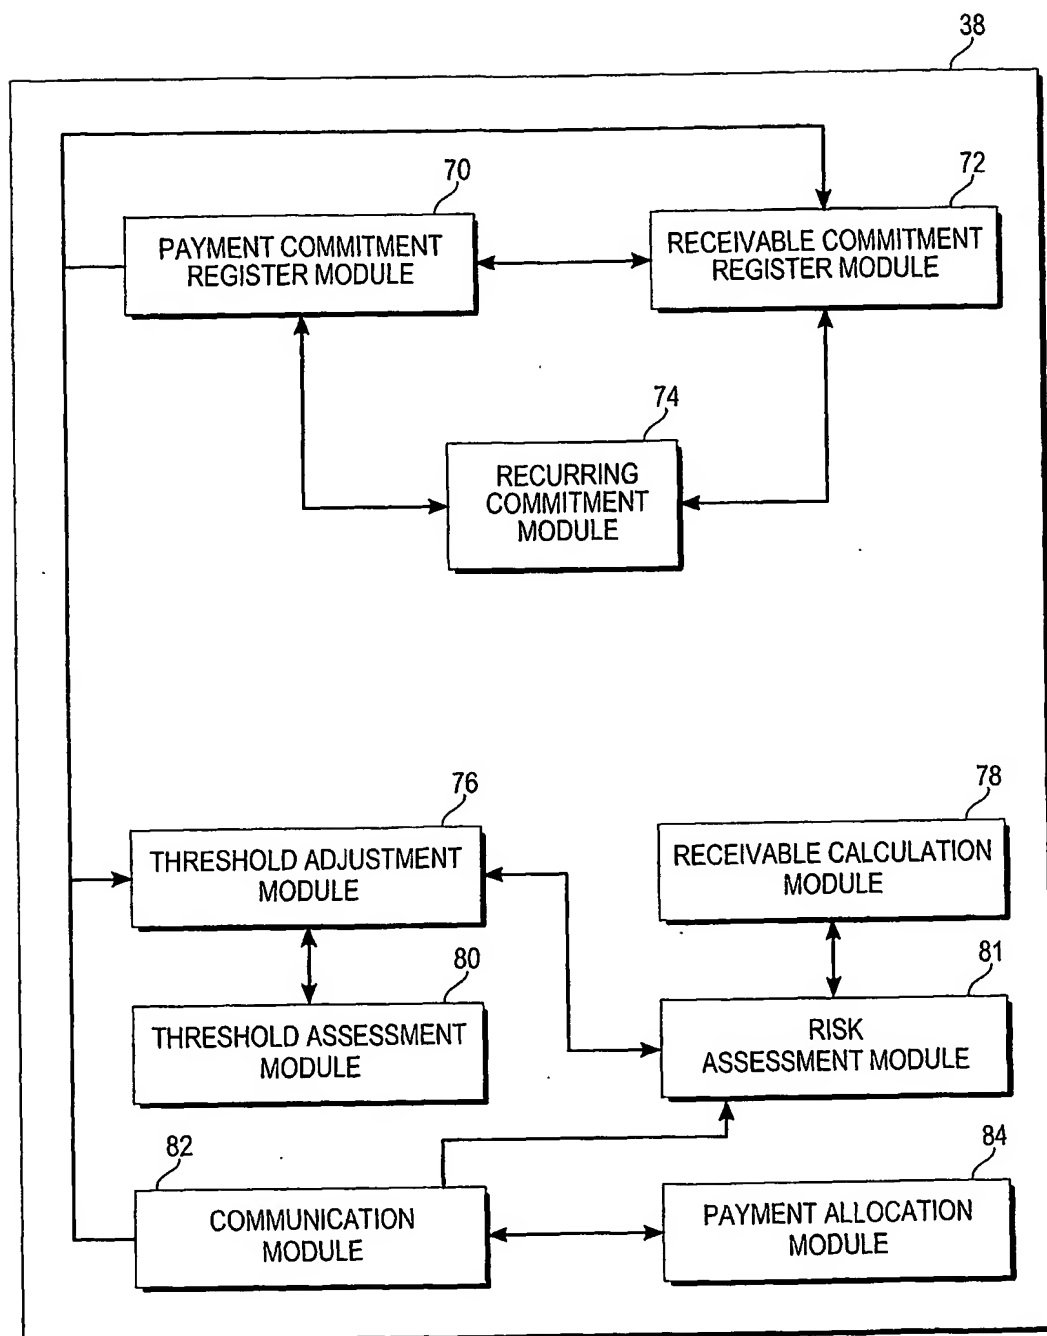 38
70
PAYMENT COMMITMENT
REGISTER MODULE
72
RECEIVABLE COMMITMENT
REGISTER MODULE
74
RECURRING
COMMITMENT
MODULE
76
THRESHOLD ADJUSTMENT
MODULE
78
RECEIVABLE CALCULATION
MODULE
80
THRESHOLD ASSESSMENT
MODULE
81
RISK
ASSESSMENT MODULE
82
COMMUNICATION
MODULE
84
PAYMENT ALLOCATION
MODULE